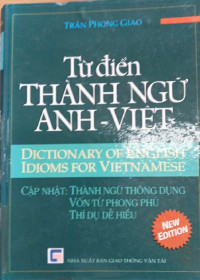 TRẦN PHONG GIAO
TỪ điển
THÀNH NGỮ
ANH-VIỆT
DICTIONARY OF ENGLISH
IDIOMS FOR VIETNAMESE
CẬP NHẬT: THÀNH NGỮ THÔNG DỤNG
VỐN TỪ PHONG PHÚ
THÍ DỤ DỄ HIỂU
NEW
EDITION
NHÀ XUẤT BẢN GIAO THÔNG VẬN TẢI